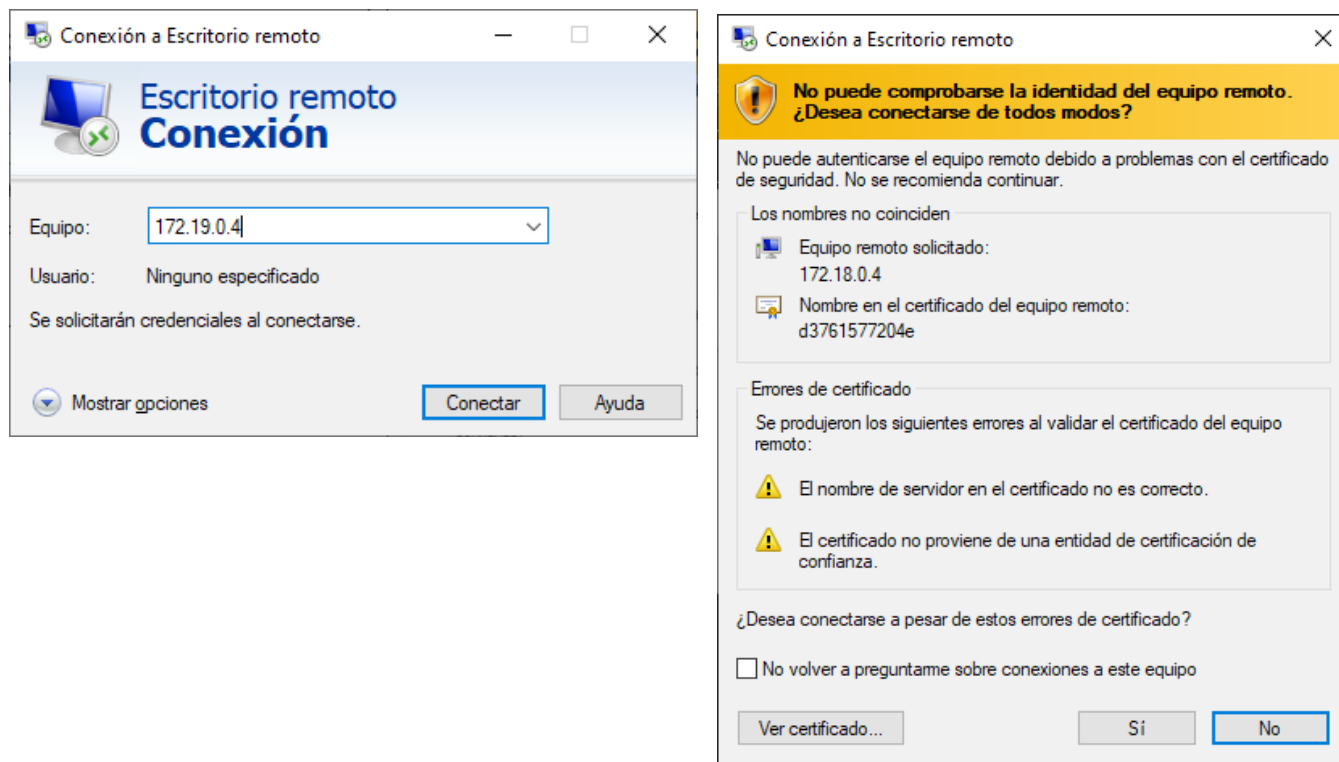 Conexión a Escritorio remoto
Escritorio remoto
Conexión
Equipo: 172.19.0.4
Usuario: Ninguno especificado
Se solicitarán credenciales al conectarse.
Mostrar opciones Conectar Ayuda
Conexión a Escritorio remoto
No puede comprobarse la identidad del equipo remoto.
¿Desea conectarse de todos modos?
No puede autenticarse el equipo remoto debido a problemas con el certificado
de seguridad. No se recomienda continuar.
Los nombres no coinciden
Equipo remoto solicitado:
172.18.0.4
Nombre en el certificado del equipo remoto:
d3761577204e
Errores de certificado
Se produjeron los siguientes errores al validar el certificado del equipo
remoto:
El nombre de servidor en el certificado no es correcto.
El certificado no proviene de una entidad de certificación de
confianza.
¿Desea conectarse a pesar de estos errores de certificado?
No volver a preguntarme sobre conexiones a este equipo
Ver certificado... Sí No